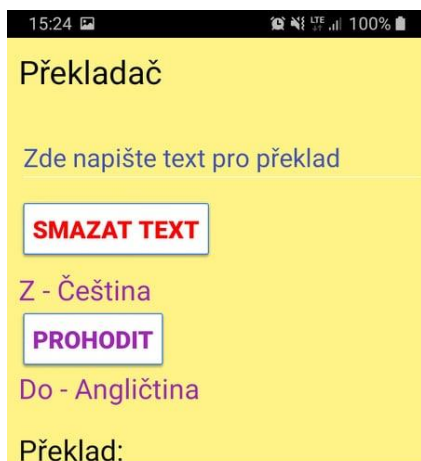 15:24 LTE 100%
Překladač
Zde napište text pro překlad
SMAZAT TEXT
Z - Čeština
PROHODIT
Do - Angličtina
Překlad: